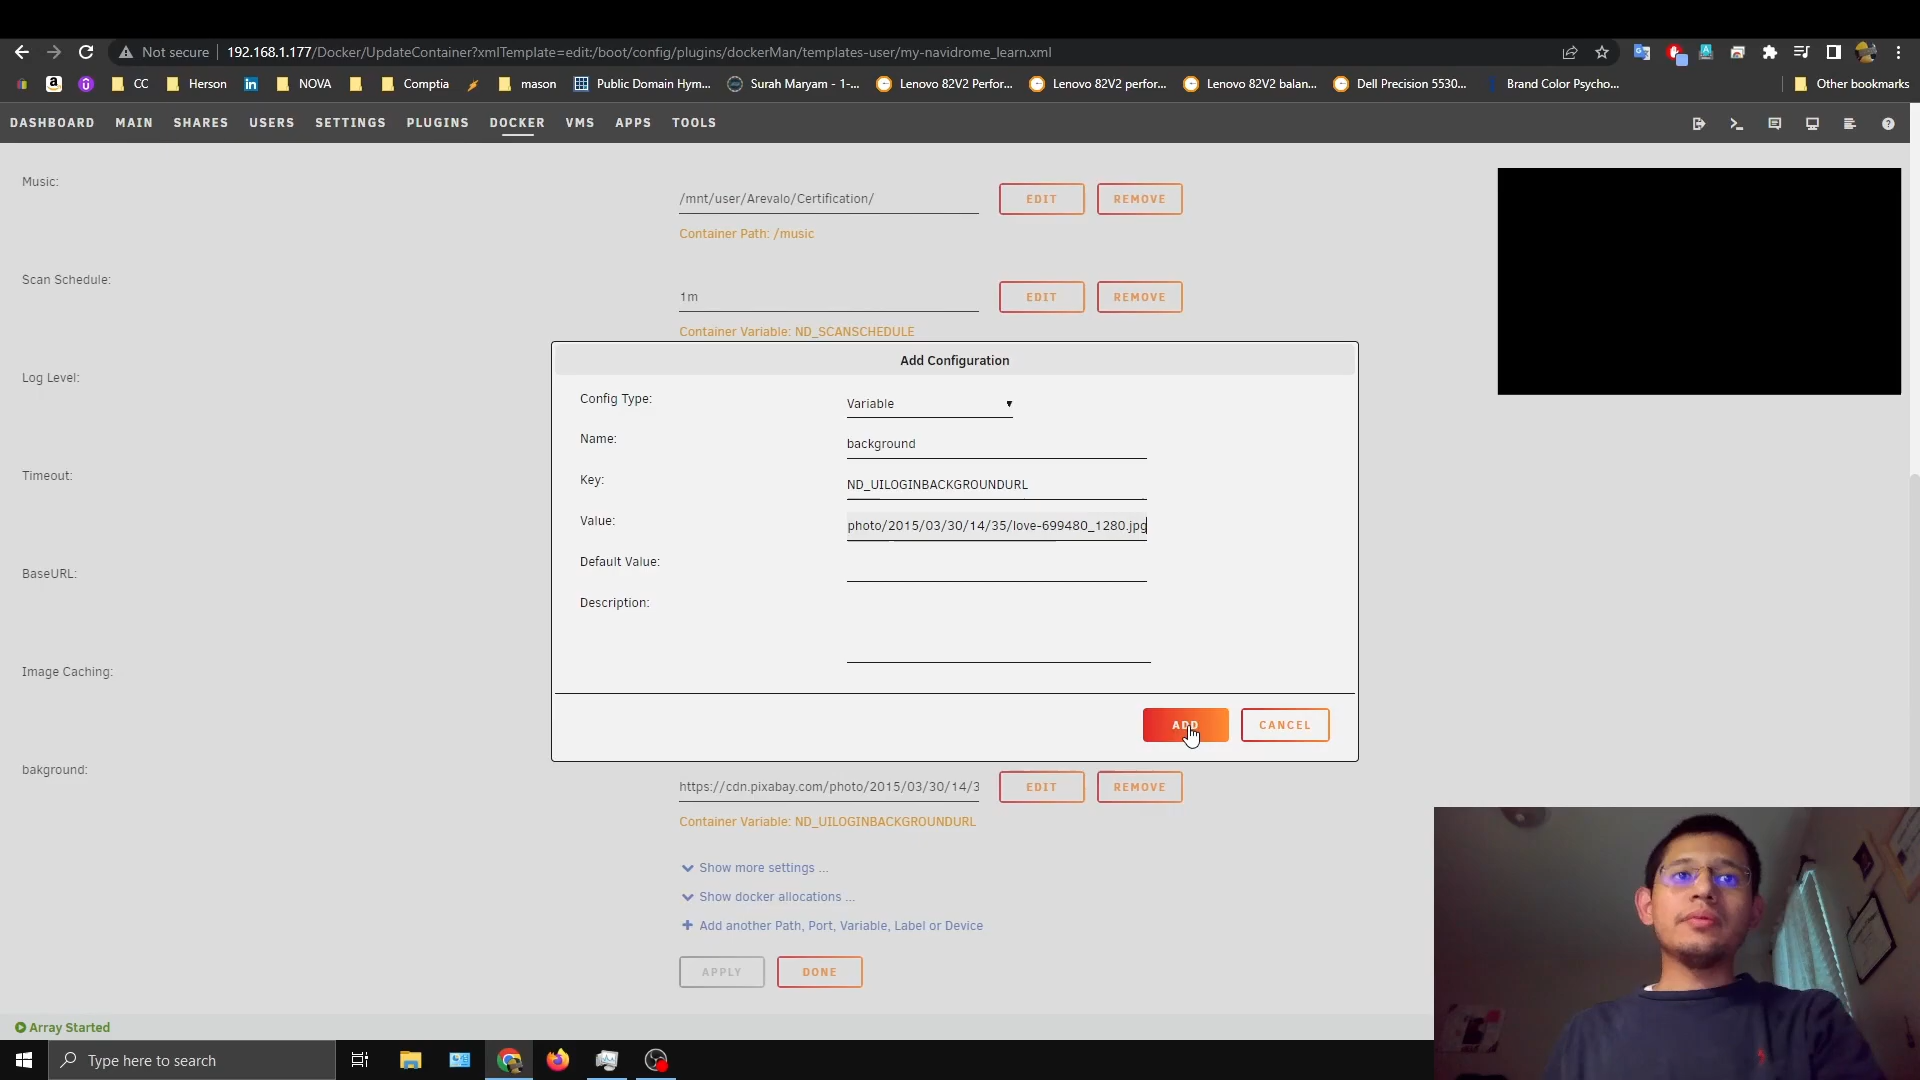 Not secure
192.168.1.177/Docker/UpdateContainer?xmlTemplate=edit:/boot/config/plugins/dockerMan/templates-user/my-navidrome_learn.xml
CC
Herson
NOVA
Comptia
mason
Public Domain Hym...
Surah Maryam - 1-...
Lenovo 82V2 Perfor...
Lenovo 82V2 perfor...
Lenovo 82V2 balan...
Dell Precision 5530...
Brand Color Psycho...
Other bookmarks
DASHBOARD MAIN SHARES USERS SETTINGS PLUGINS DOCKER VMS APPS TOOLS
Music:
/mnt/user/Arevalo/Certification/
EDIT
REMOVE
Container Path: /music
Scan Schedule:
1m
EDIT
REMOVE
Container Variable: ND_SCANSCHEDULE
Log Level:
Timeout:
BaseURL:
Image Caching:
Add Configuration
Config Type:
Variable
Name:
background
Key:
ND_UILOGINBACKGROUNDURL
Value:
photo/2015/03/30/14/35/love-699480_1280.jpg
Default Value:
Description:
ADD
CANCEL
bakground:
https://cdn.pixabay.com/photo/2015/03/30/14/3
EDIT
REMOVE
Container Variable: ND_UILOGINBACKGROUNDURL
Show more settings ...
Show docker allocations ...
Add another Path, Port, Variable, Label or Device
APPLY
DONE
Array Started
Type here to search